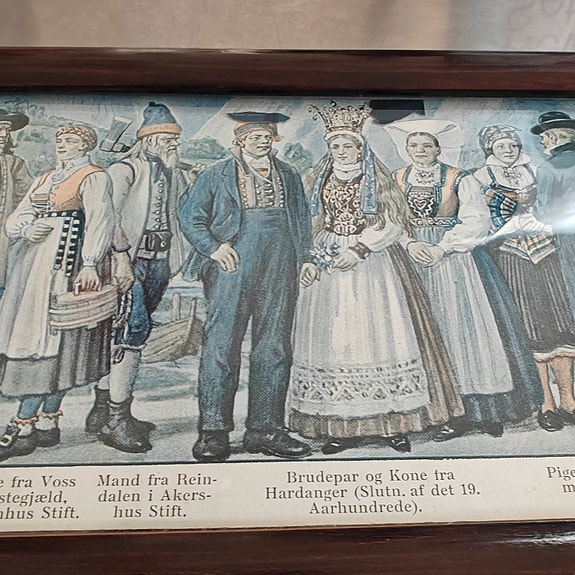 e fra Voss
stegjæld,
nhus Stift.
Mand fra Rein-
dalen i Akers-
hus Stift.
Brudepar og Kone fra
Hardanger (Slutn. af det 19.
Aarhundrede).
Pige
m